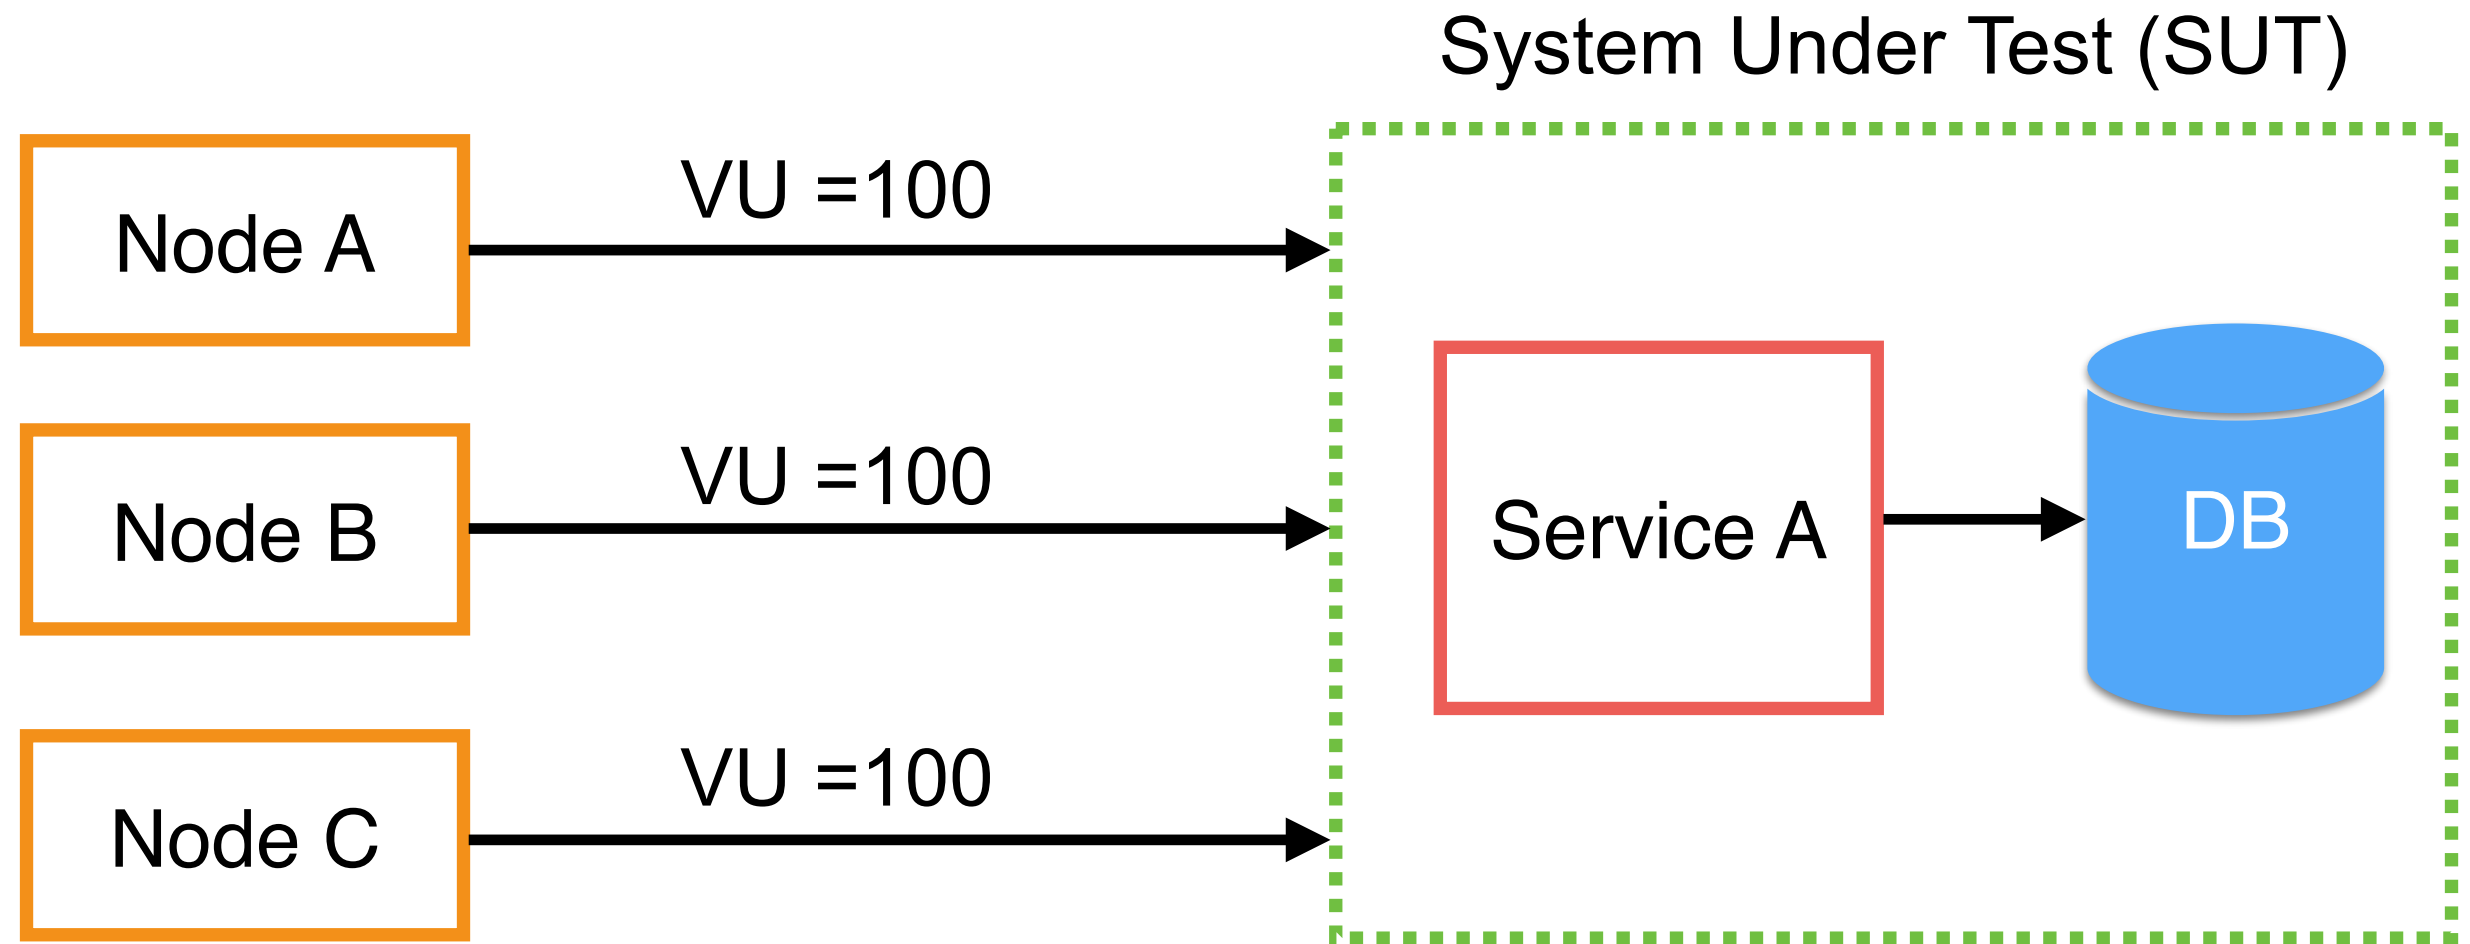 System Under Test (SUT)
Node A
VU =100
Node B
VU =100
Node C
VU =100
Service A
DB